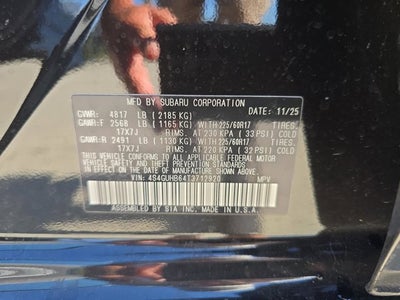 MFD BY SUBARU CORPORATION DATE: 11/25
GVWR: 4817 LB (2185 KG)
GAWR:F 2568 LB (1165 KG) WITH 225/60R17 TIRES.
17X7J RIMS. AT 230 KPA (33 PSI) COLD
GAWR:R 2491 LB (1130 KG) WITH 225/60R17 TIRES.
17X7J RIMS. AT 220 KPA (32 PSI) COLD
THIS VEHICLE CONFORMS TO ALL APPLICABLE FEDERAL MOTOR
VEHICLE SAFETY AND THEFT PREVENTION STANDARDS IN
EFFECT ON THE DATE OF MANUFACTURE SHOWN ABOVE.
VIN: 4S4GUHB64T3712920 MPV
ASSEMBLED BY SIA INC. MADE IN U.S.A.